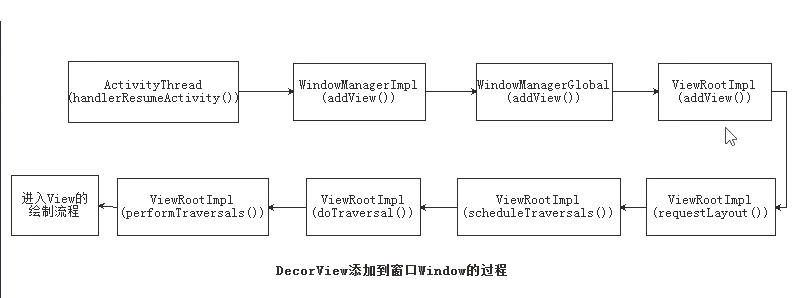 ActivityThread
(handlerResumeActivity())
WindowManagerImpl
(addView())
WindowManagerGlobal
(addView())
ViewRootImpl
(addView())
进入View的
绘制流程
ViewRootImpl
(performTraversals())
ViewRootImpl
(doTraversal())
ViewRootImpl
(scheduleTraversals())
ViewRootImpl
(requestLayout())
DecorView添加到窗口Window的过程